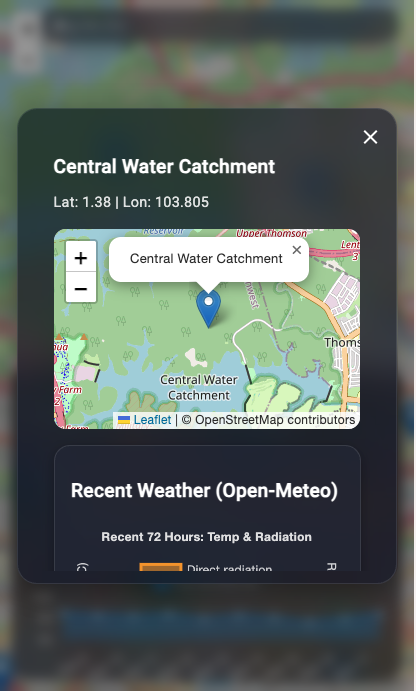 Central Water Catchment
Lat: 1.38 | Lon: 103.805
Reservoir
Upper Thomson
Lent
+
Central Water Catchment ×
−
Thoms
Farm
Central Water
Catchment
Leaflet | © OpenStreetMap contributors
Recent Weather (Open-Meteo)
Recent 72 Hours: Temp & Radiation
Direct radiation